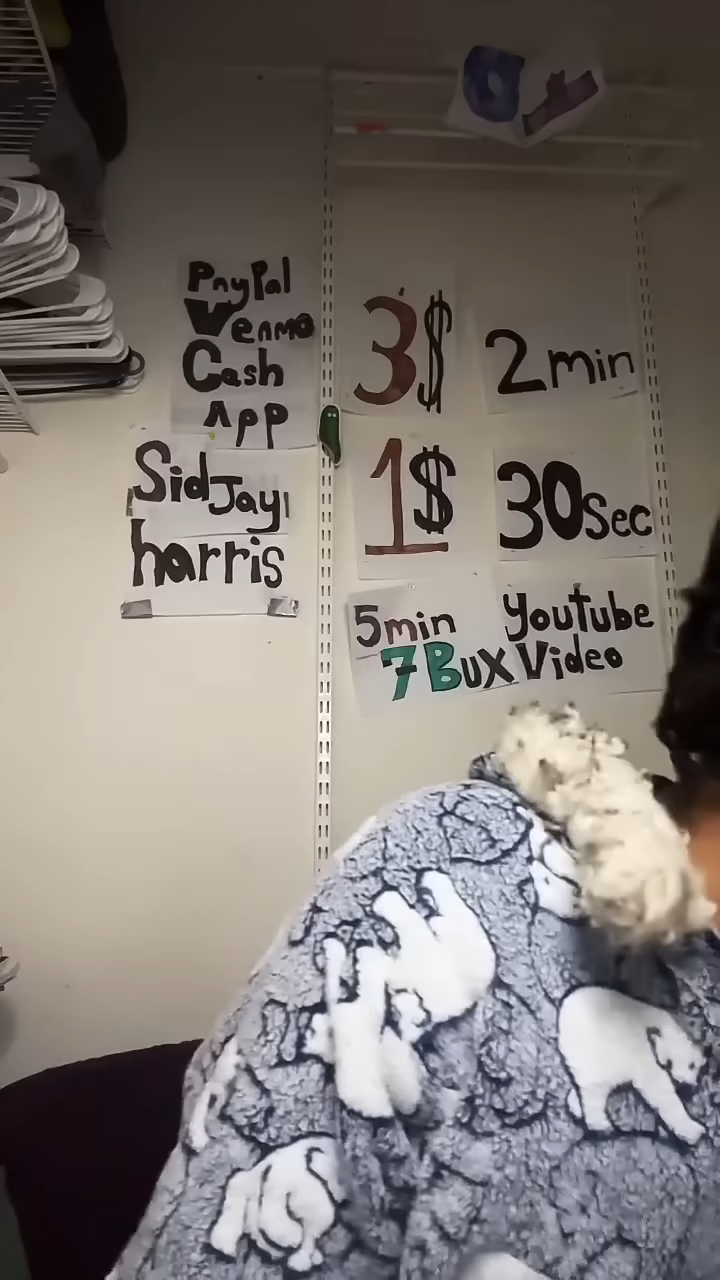 PayPal
Venmo
Cash
App
SidJay
harris
3$
2min
1$
30Sec
5min
7Bux
Youtube
Video